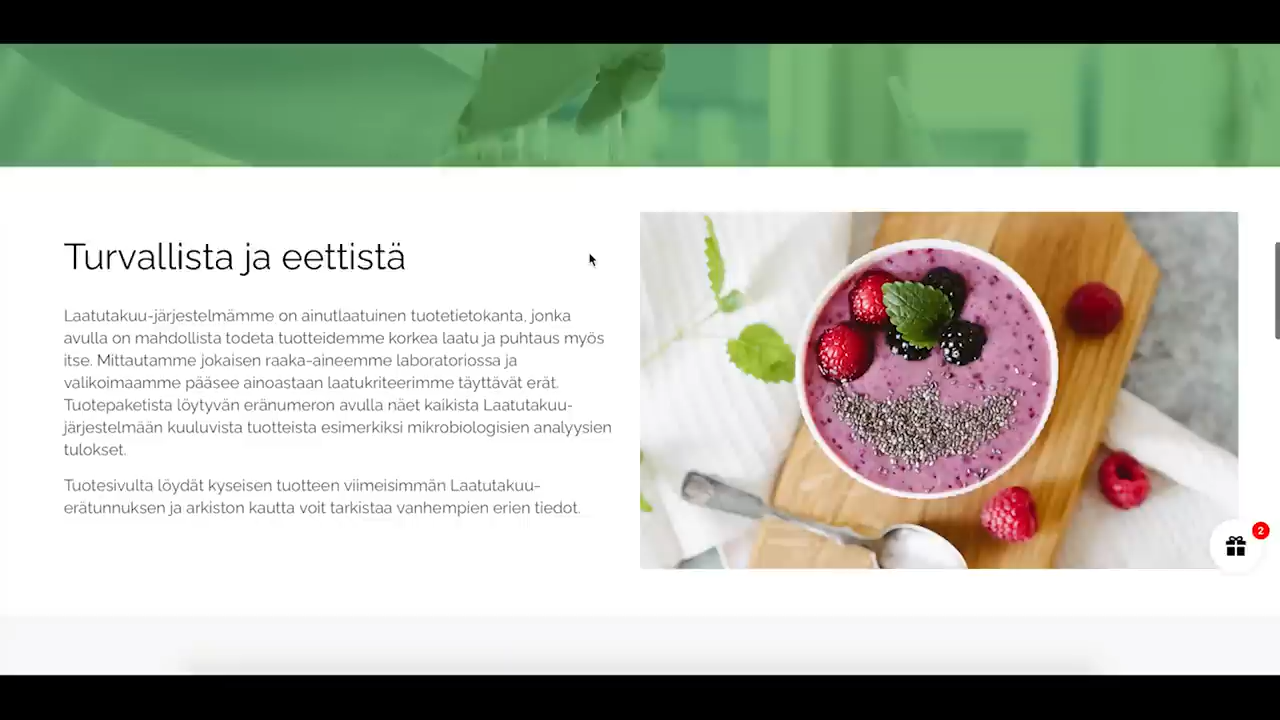 Turvallista ja eettistä
Laatutakuu-järjestelmämme on ainutlaatuinen tuotetietokanta, jonka
avulla on mahdollista todeta tuotteidemme korkea laatu ja puhtaus myös
itse. Mittautamme jokaisen raaka-aineemme laboratoriossa ja
valikoimaamme pääsee ainoastaan laatukriteerimme täyttävät erät.
Tuotepaketista löytyvän eränumeron avulla näet kaikista Laatutakuu-
järjestelmään kuuluvista tuotteista esimerkiksi mikrobiologisien analyysien
tulokset.
Tuotesivulta löydät kyseisen tuotteen viimeisimmän Laatutakuu-
erätunnuksen ja arkiston kautta voit tarkistaa vanhempien erien tiedot.
2